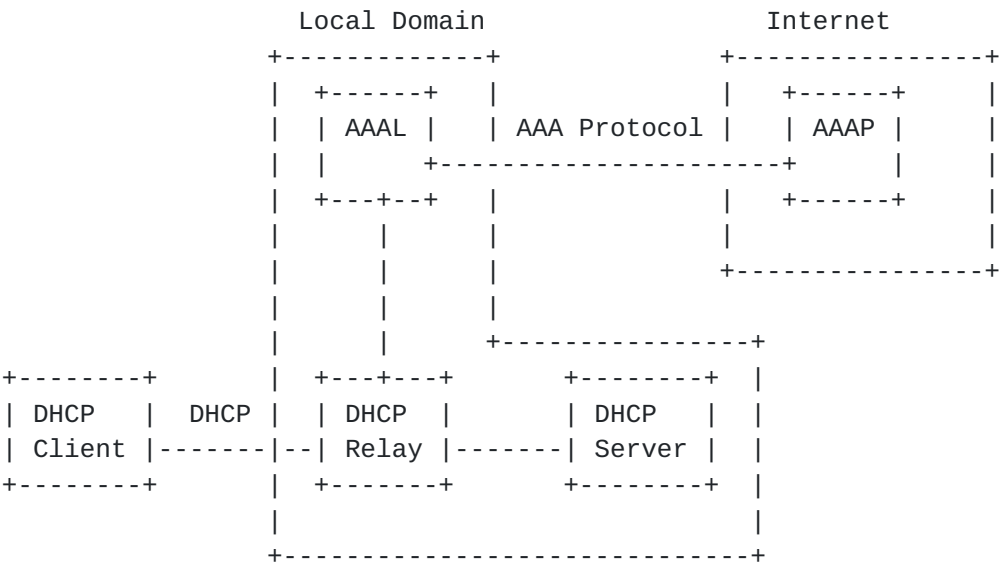 Local Domain Internet
AAAL AAA Protocol AAAP
DHCP DHCP DHCP DHCP
Client Relay Server